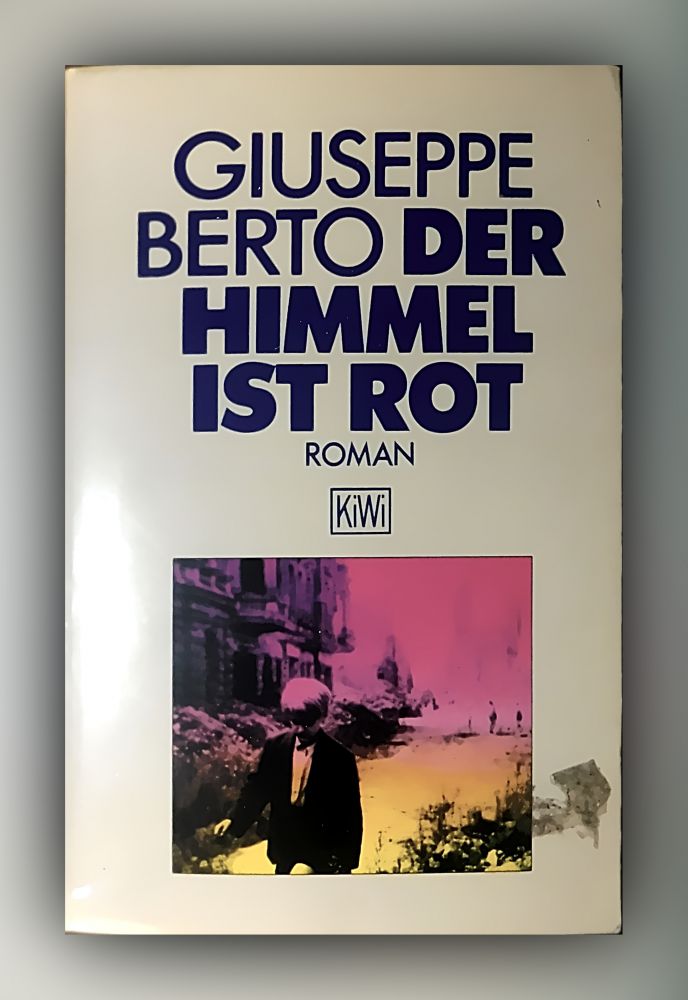 GIUSEPPE
BERTO DER
HIMMEL
IST ROT
ROMAN
KiWi